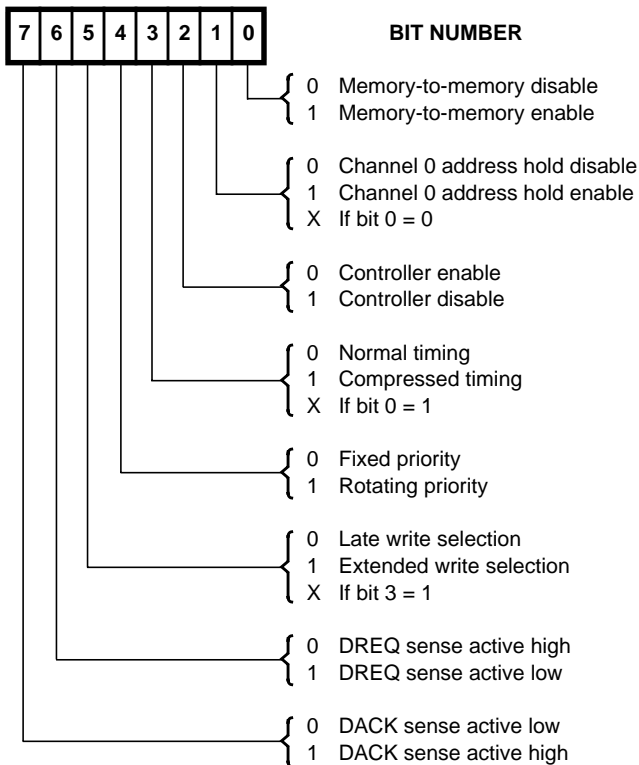 7 6 5 4 3 2 1 0 BIT NUMBER
0 Memory-to-memory disable
1 Memory-to-memory enable
0 Channel 0 address hold disable
1 Channel 0 address hold enable
X If bit 0 = 0
0 Controller enable
1 Controller disable
0 Normal timing
1 Compressed timing
X If bit 0 = 1
0 Fixed priority
1 Rotating priority
0 Late write selection
1 Extended write selection
X If bit 3 = 1
0 DREQ sense active high
1 DREQ sense active low
0 DACK sense active low
1 DACK sense active high